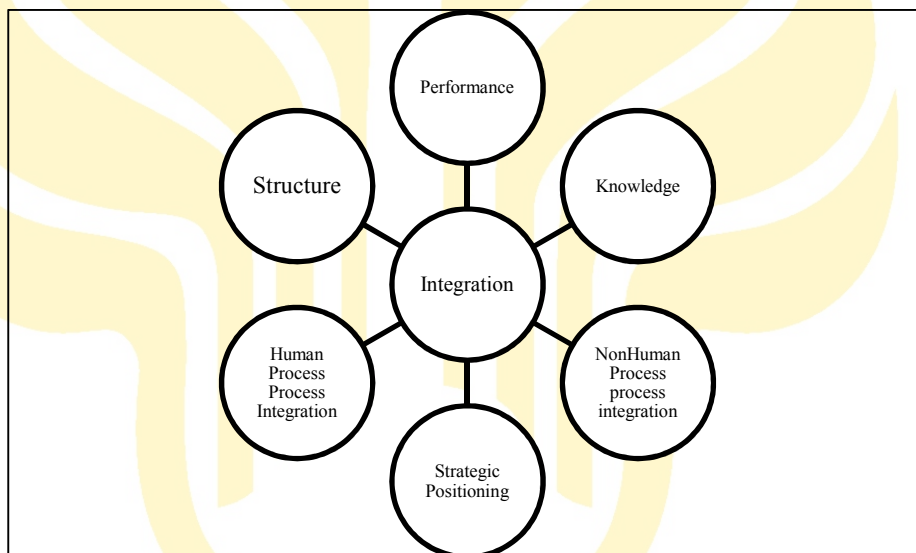 Performance
Structure
Knowledge
Integration
Human
Process
Process
Integration
NonHuman
Process
process
integration
Strategic
Positioning